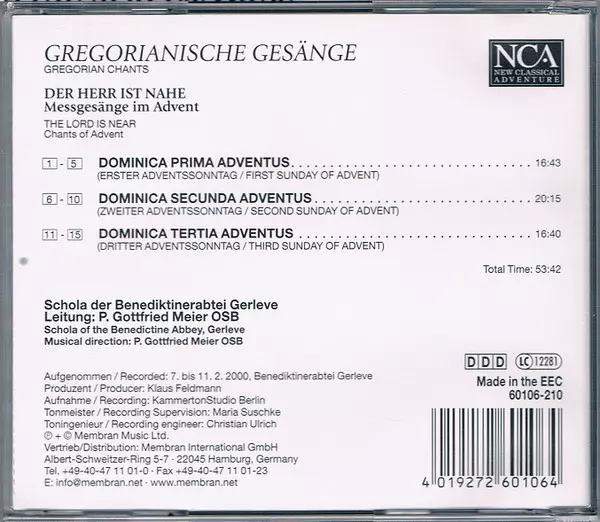 GREGORIANISCHE GESÄNGE
GREGORIAN CHANTS
NCA
NEW CLASSICAL
ADVENTURE
DER HERR IST NAHE
Messgesänge im Advent
THE LORD IS NEAR
Chants of Advent
1 - 5 DOMINICA PRIMA ADVENTUS 16:43
(ERSTER ADVENTSSONNTAG / FIRST SUNDAY OF ADVENT)
6 - 10 DOMINICA SECUNDA ADVENTUS 20:15
(ZWEITER ADVENTSSONNTAG / SECOND SUNDAY OF ADVENT)
11 - 15 DOMINICA TERTIA ADVENTUS 16:40
(DRITTER ADVENTSSONNTAG / THIRD SUNDAY OF ADVENT)
Total Time: 53:42
Schola der Benediktinerabtei Gerleve
Leitung: P. Gottfried Meier OSB
Schola of the Benedictine Abbey, Gerleve
Musical direction: P. Gottfried Meier OSB
DDD LC 12281
Made in the EEC
60106-210
Aufgenommen / Recorded: 7. bis 11. 2. 2000, Benediktinerabtei Gerleve
Produzent / Producer: Klaus Feldmann
Aufnahme / Recording: KammertonStudio Berlin
Tonmeister / Recording Supervision: Maria Suschke
Toningenieur / Recording engineer: Christian Ulrich
℗ + © Membran Music Ltd.
Vertrieb/Distribution: Membran International GmbH
Albert-Schweitzer-Ring 5-7 · 22045 Hamburg, Germany
Tel. +49-40-47 11 01-0 · Fax +49-40-47 11 01-23
E: info@membran.net · www.membran.net
4 019272 601064